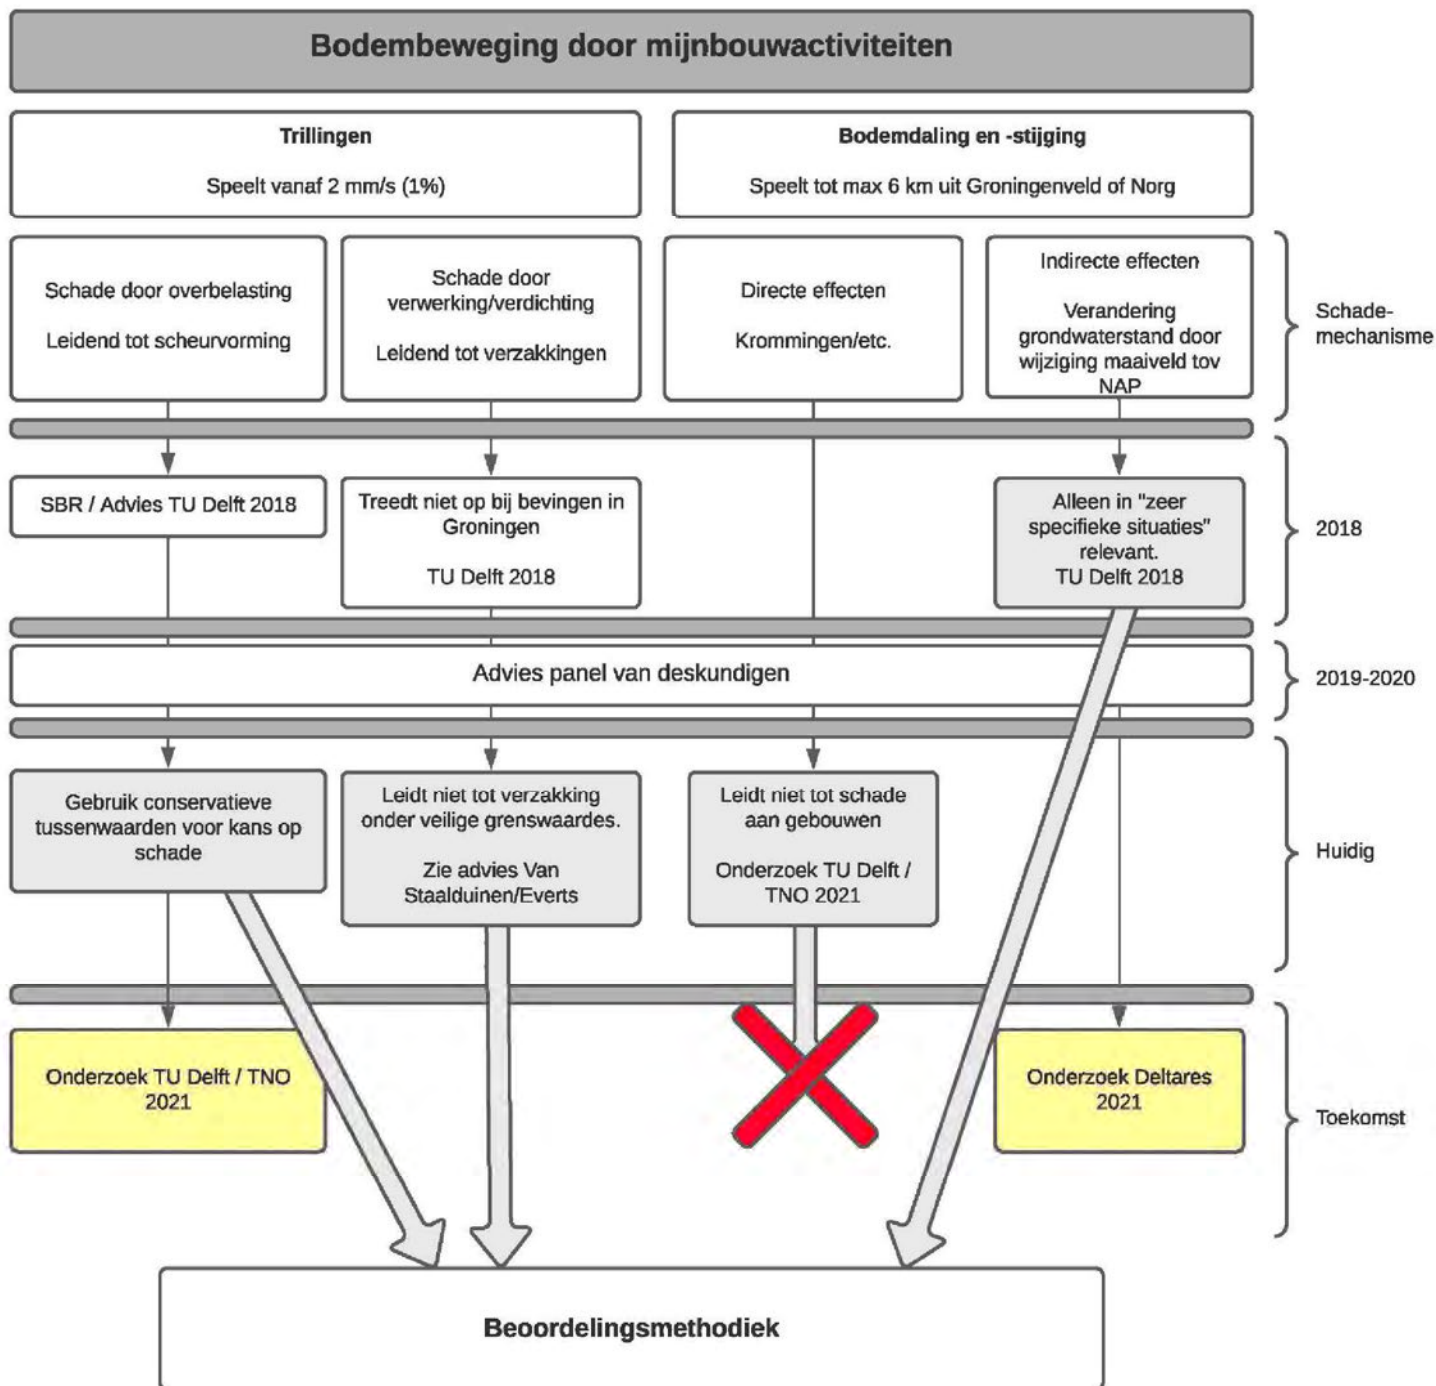 Bodembeweging door mijnbouwactiviteiten
Trillingen
Speelt vanaf 2 mm/s (1%)
Bodemdaling en -stijging
Speelt tot max 6 km uit Groningenveld of Norg
Schade door overbelasting
Leidend tot scheurvorming
Schade door
verwerking/verdichting
Leidend tot verzakkingen
Directe effecten
Krommingen/etc.
Indirecte effecten
Verandering
grondwaterstand door
wijziging maaiveld tov
NAP
Schade-
mechanisme
SBR / Advies TU Delft 2018
Treedt niet op bij bevingen in
Groningen
TU Delft 2018
Alleen in "zeer
specifieke situaties"
relevant.
TU Delft 2018
2018
Advies panel van deskundigen
2019-2020
Gebruik conservatieve
tussenwaarden voor kans op
schade
Leidt niet tot verzakking
onder veilige grenswaardes.
Zie advies Van
Staalduinen/Everts
Leidt niet tot schade
aan gebouwen
Onderzoek TU Delft /
TNO 2021
Huidig
Onderzoek TU Delft / TNO
2021
Onderzoek Deltares
2021
Toekomst
Beoordelingsmethodiek